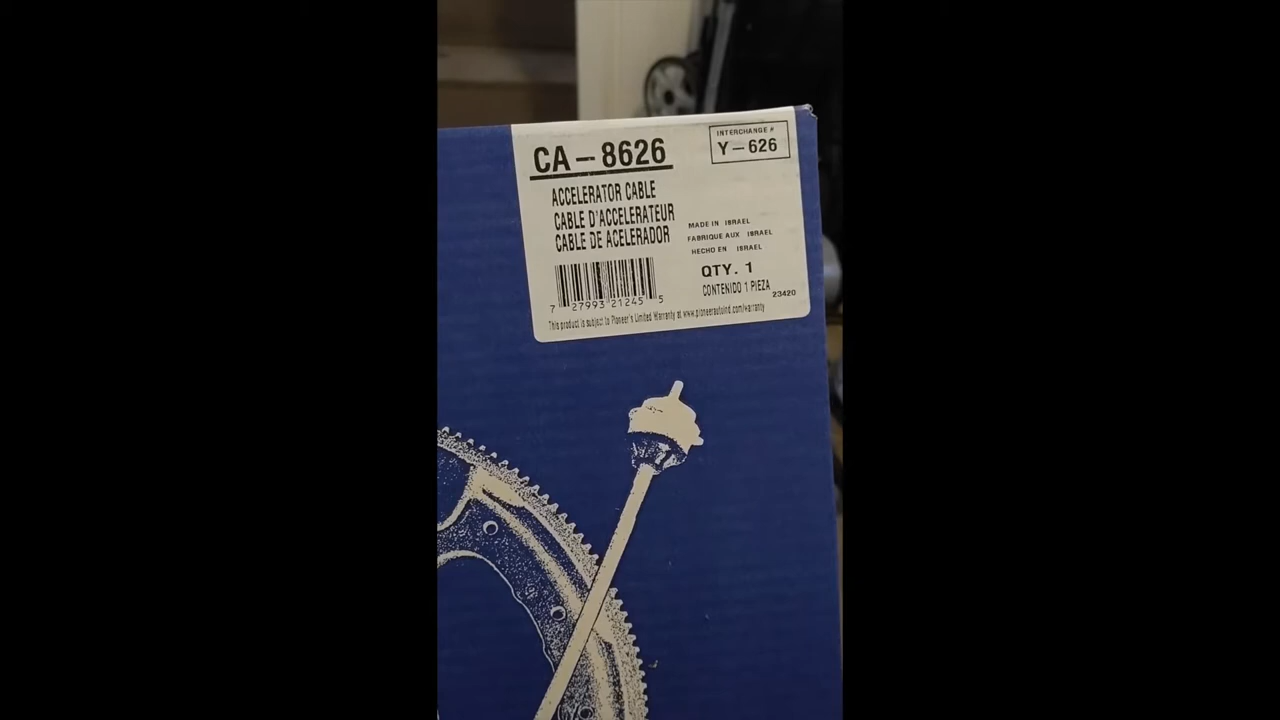 CA-8626
INTERCHANGE #
Y-626
ACCELERATOR CABLE
CABLE D'ACCELERATEUR
CABLE DE ACELERADOR
MADE IN ISRAEL
FABRIQUE AUX ISRAEL
HECHO EN ISRAEL
QTY. 1
CONTENIDO 1 PIEZA
23420
7 27993 21245 5
This product is subject to Pioneer's Limited Warranty at www.pioneerautoind.com/warranty